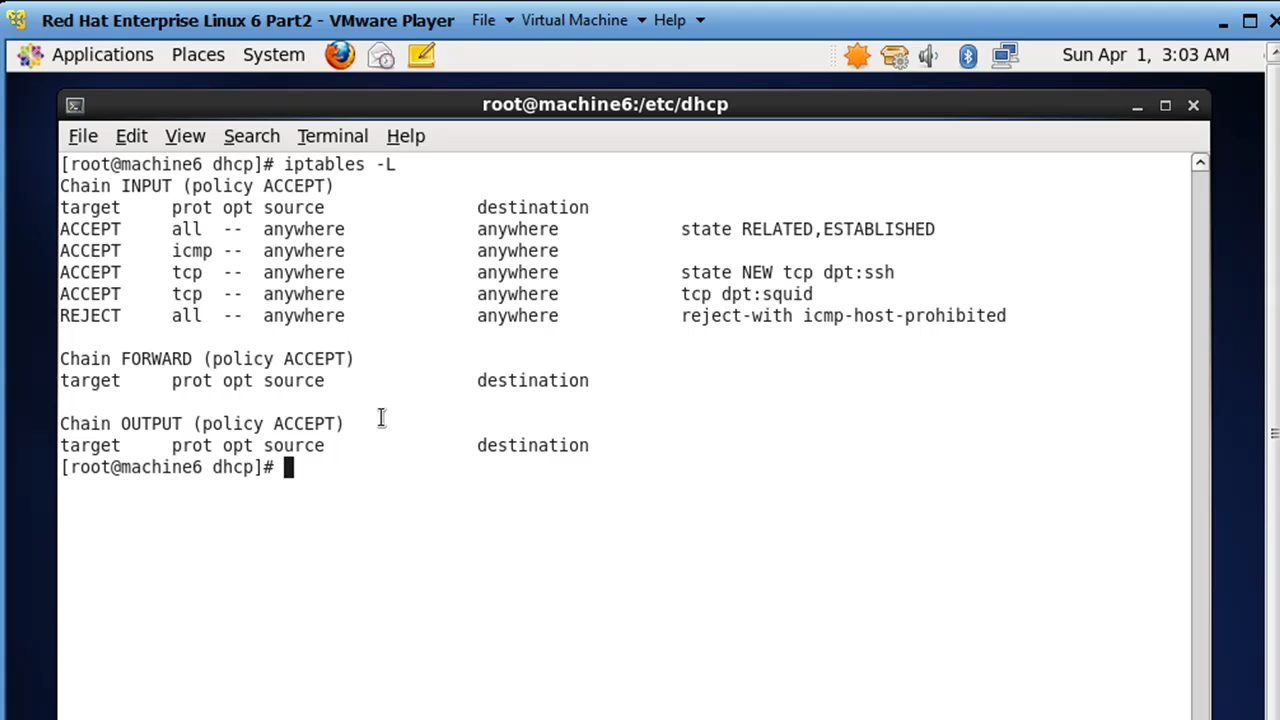 Red Hat Enterprise Linux 6 Part2 - VMware Player File Virtual Machine Help
Applications Places System Sun Apr 1, 3:03 AM
root@machine6:/etc/dhcp
File Edit View Search Terminal Help
[root@machine6 dhcp]# iptables -L
Chain INPUT (policy ACCEPT)
target prot opt source destination
ACCEPT all -- anywhere anywhere state RELATED,ESTABLISHED
ACCEPT icmp -- anywhere anywhere
ACCEPT tcp -- anywhere anywhere state NEW tcp dpt:ssh
ACCEPT tcp -- anywhere anywhere tcp dpt:squid
REJECT all -- anywhere anywhere reject-with icmp-host-prohibited
Chain FORWARD (policy ACCEPT)
target prot opt source destination
Chain OUTPUT (policy ACCEPT)
target prot opt source destination
[root@machine6 dhcp]#